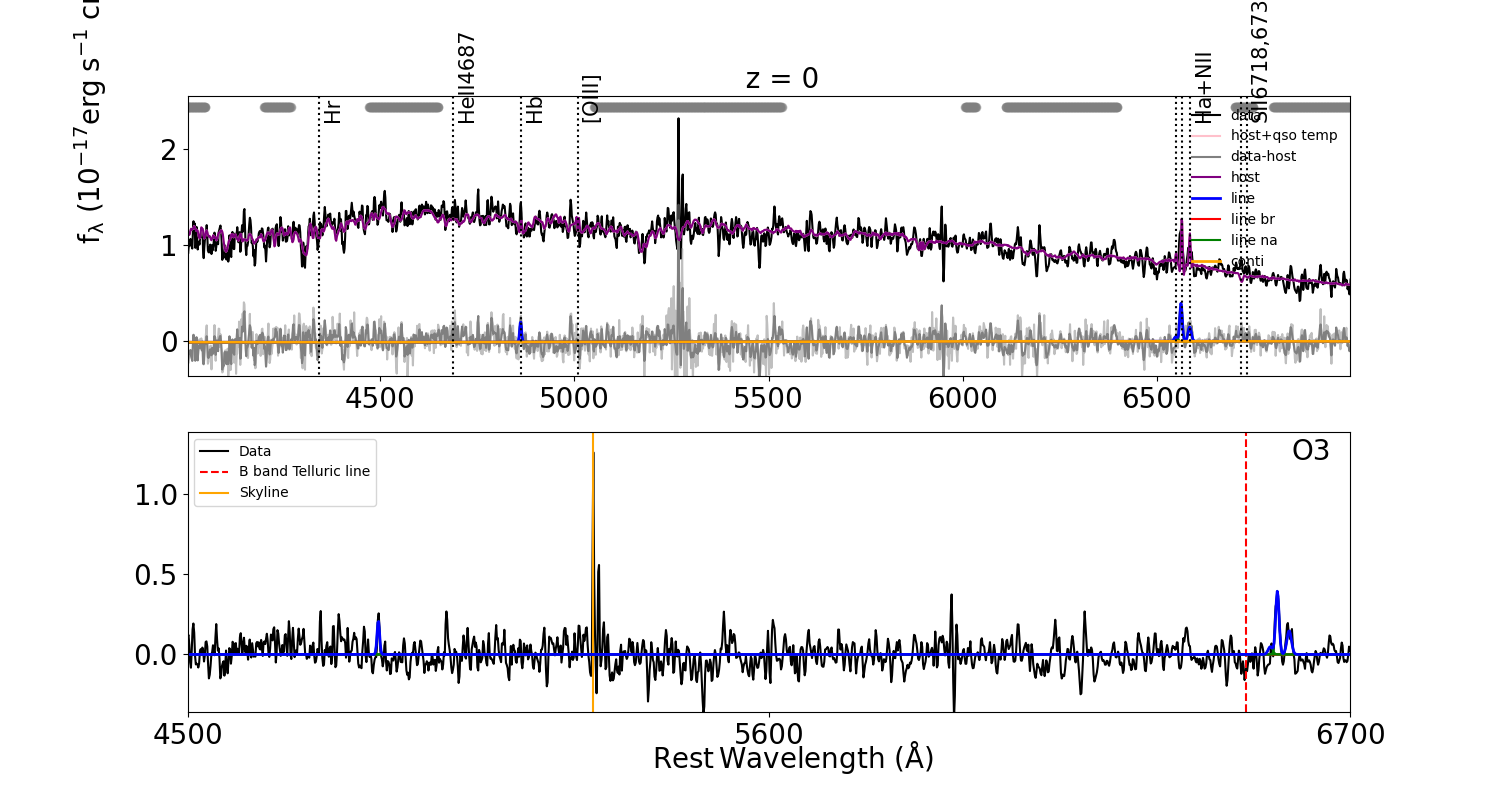 z = 0
f_λ (10^−17 erg s^−1 c
Hr
HeII4687
Hb
[OIII]
Ha+NII
SII6718,673
data
host+qso temp
data-host
host
line
line br
line na
conti
2
1
0
4500 5000 5500 6000 6500
Data
B band Telluric line
Skyline
O3
1.0
0.5
0.0
4500 5600 6700
Rest Wavelength (Å)